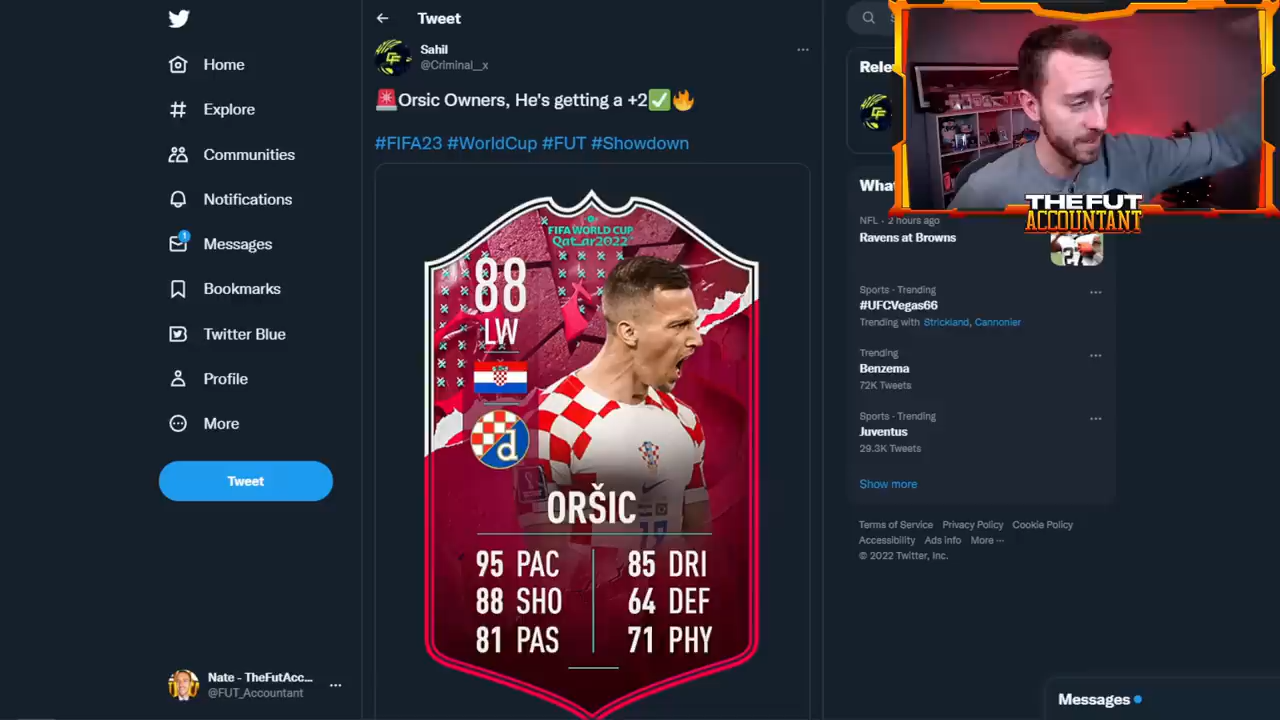 Home
Explore
Communities
Notifications
1
Messages
Bookmarks
Twitter Blue
Profile
More
Tweet
Nate - TheFutAcc...
@FUT_Accountant
Tweet
Sahil
@Criminal__x
🚨Orsic Owners, He's getting a +2✅🔥
#FIFA23 #WorldCup #FUT #Showdown
FIFA WORLD CUP
Qatar2022
88
LW
ORŠIC
95 PAC
88 SHO
81 PAS
85 DRI
64 DEF
71 PHY
THE FUT
ACCOUNTANT
Rele
What
NFL · 2 hours ago
Ravens at Browns
Sports · Trending
#UFCVegas66
Trending with Strickland, Cannonier
Trending
Benzema
72K Tweets
Sports · Trending
Juventus
29.3K Tweets
Show more
Terms of Service Privacy Policy Cookie Policy
Accessibility Ads info More ···
© 2022 Twitter, Inc.
Messages